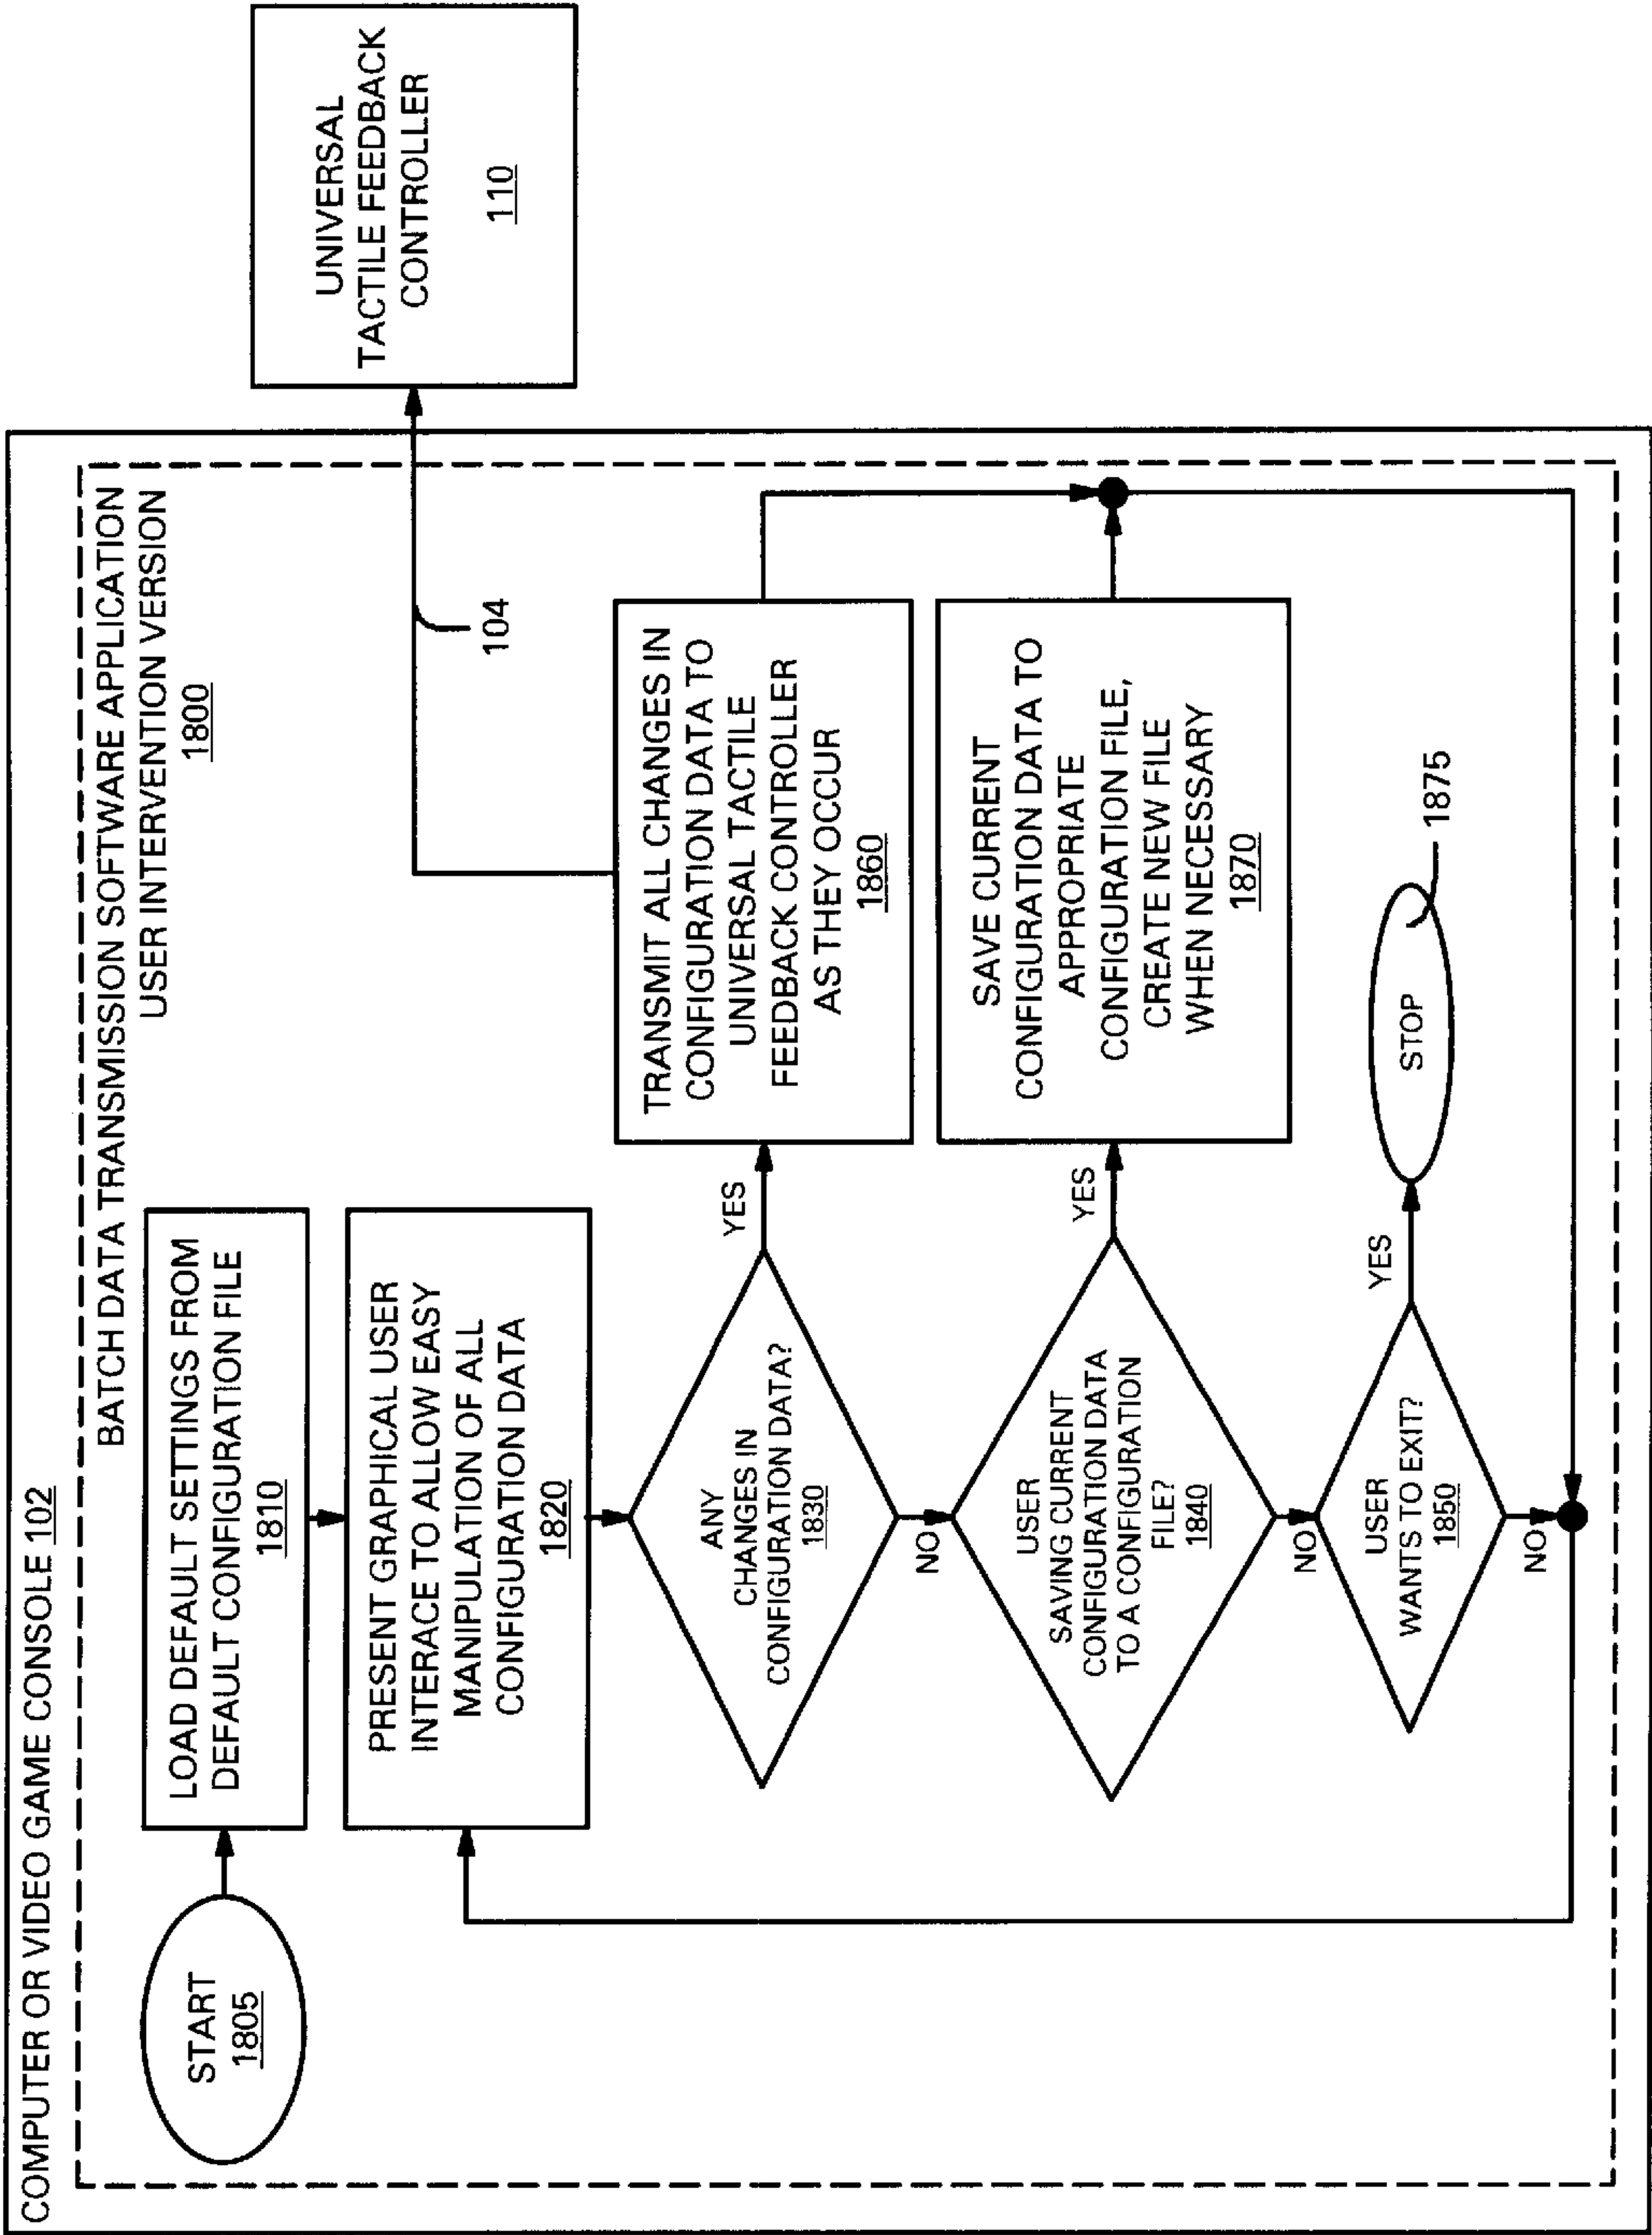 COMPUTER OR VIDEO GAME CONSOLE 102
BATCH DATA TRANSMISSION SOFTWARE APPLICATION
USER INTERVENTION VERSION
1800
START
1805
LOAD DEFAULT SETTINGS FROM
DEFAULT CONFIGURATION FILE
1810
PRESENT GRAPHICAL USER
INTERACE TO ALLOW EASY
MANIPULATION OF ALL
CONFIGURATION DATA
1820
ANY
CHANGES IN
CONFIGURATION DATA?
1830
YES
NO
TRANSMIT ALL CHANGES IN
CONFIGURATION DATA TO
UNIVERSAL TACTILE
FEEDBACK CONTROLLER
AS THEY OCCUR
1860
104
UNIVERSAL
TACTILE FEEDBACK
CONTROLLER
110
USER
SAVING CURRENT
CONFIGURATION DATA
TO A CONFIGURATION
FILE?
1840
YES
NO
SAVE CURRENT
CONFIGURATION DATA TO
APPROPRIATE
CONFIGURATION FILE,
CREATE NEW FILE
WHEN NECESSARY
1870
USER
WANTS TO EXIT?
1850
YES
NO
STOP
1875